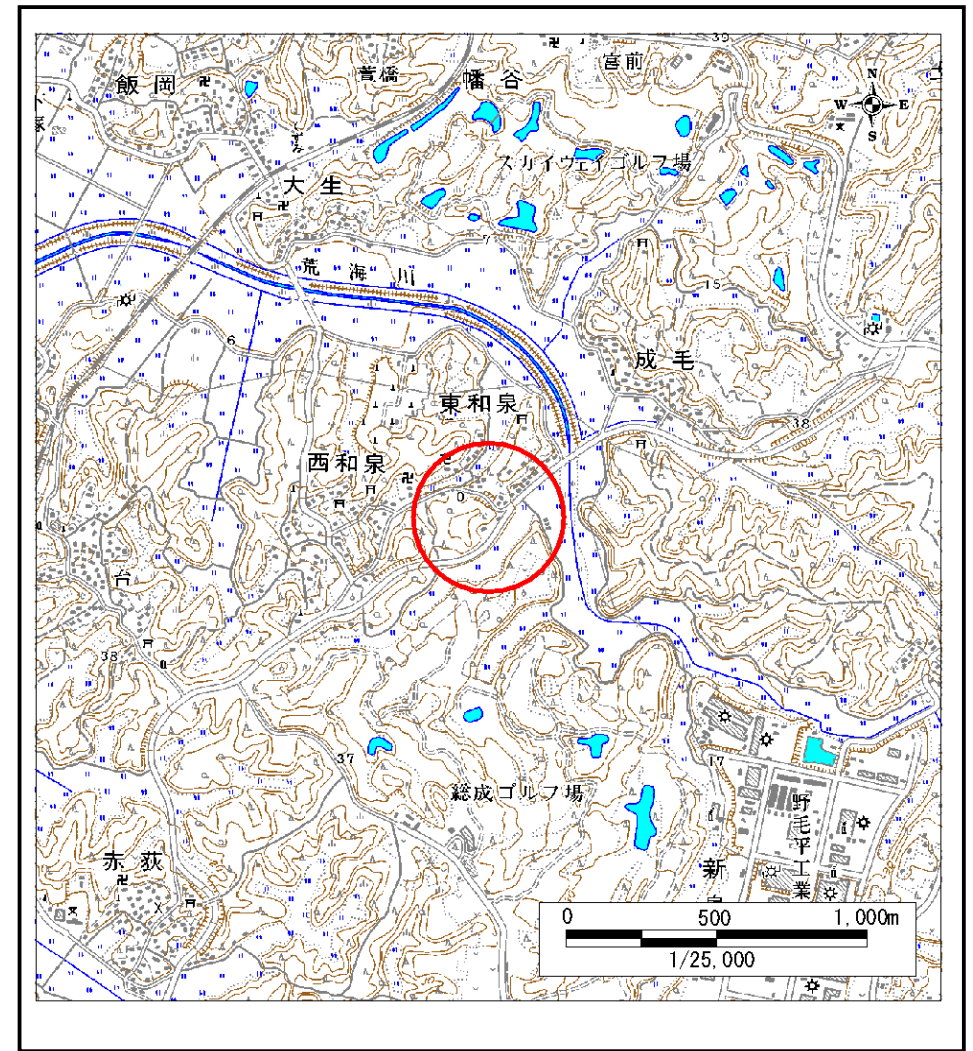 飯岡
萱橋
幡谷
宮前
39
N
W
E
S
スカイウェイゴルフ場
大生
7
荒海川
15
6
成毛
東和泉
38
西和泉
0
台
38
37
17
総成ゴルフ場
野毛平工業
赤荻
新
0 500 1,000m
1/25,000